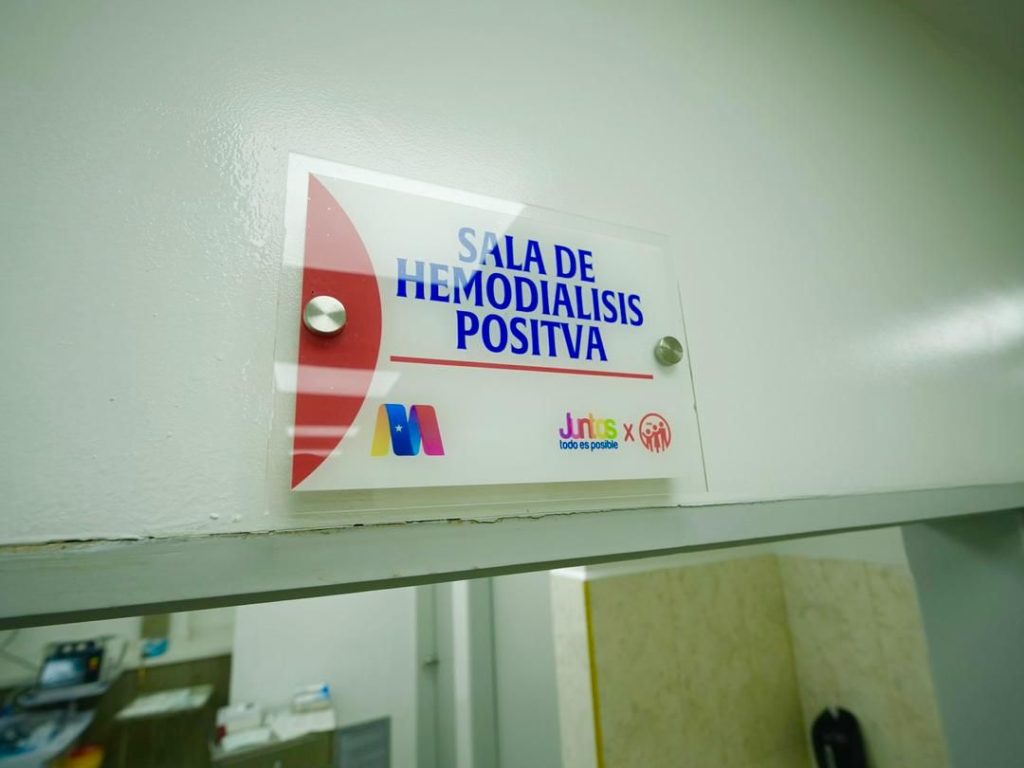 SALA DE
HEMODIALISIS
POSITVA
Juntos
todo es posible
X